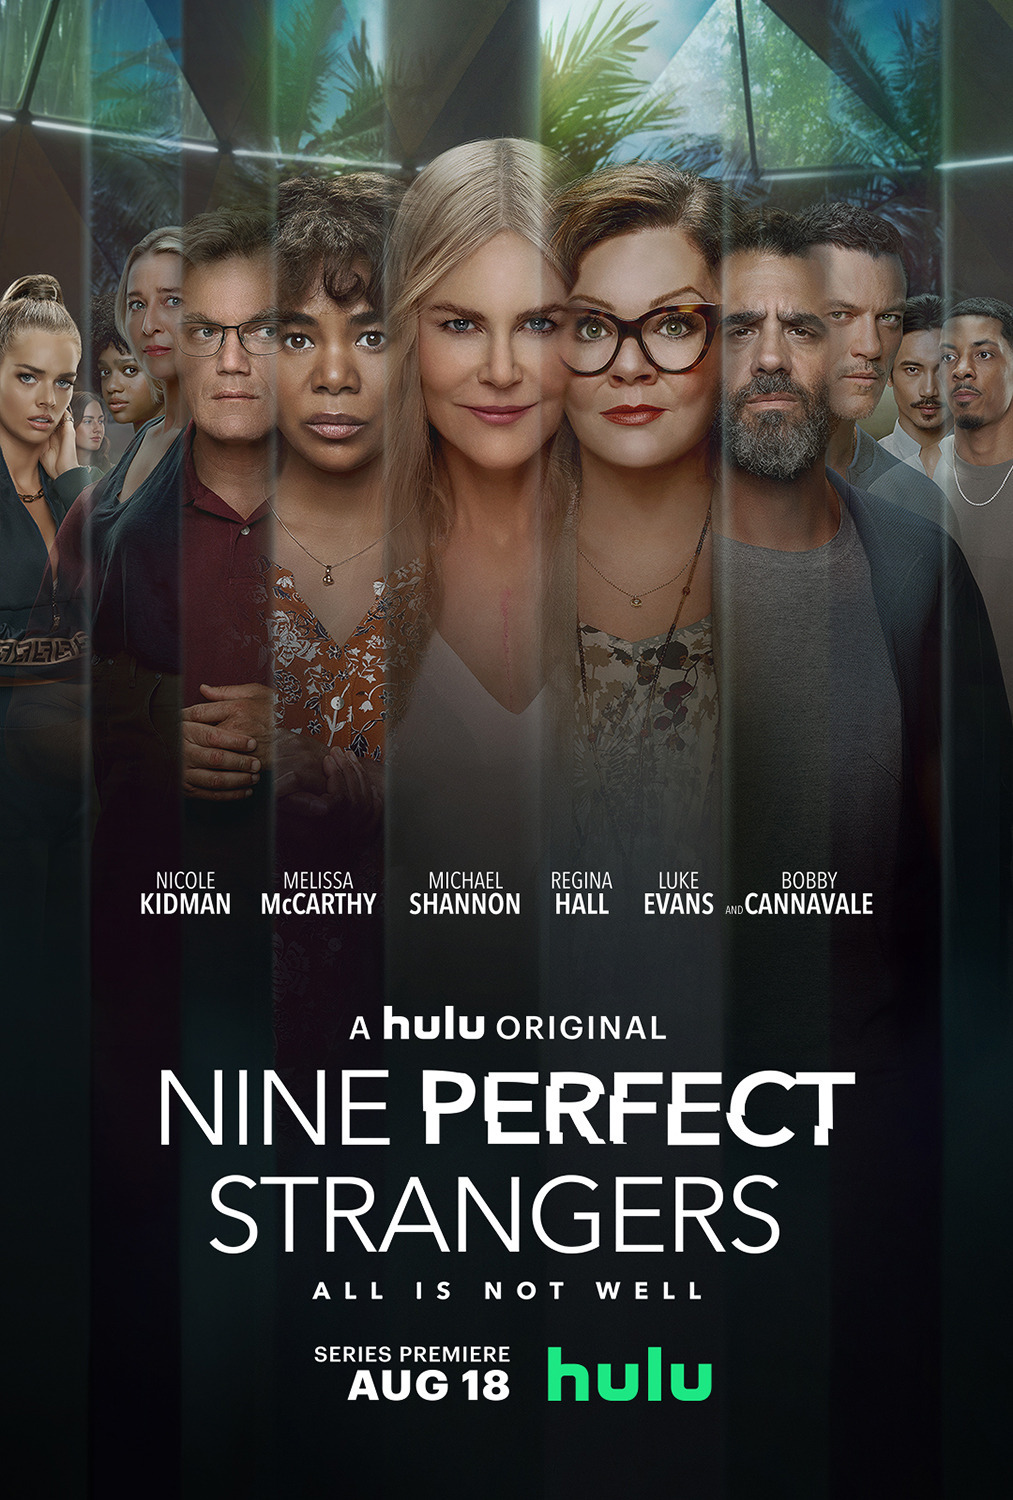 NICOLE MELISSA MICHAEL REGINA LUKE BOBBY
KIDMAN McCARTHY SHANNON HALL EVANS AND CANNAVALE
A hulu ORIGINAL
NINE PERFECT
STRANGERS
ALL IS NOT WELL
SERIES PREMIERE
AUG 18 hulu